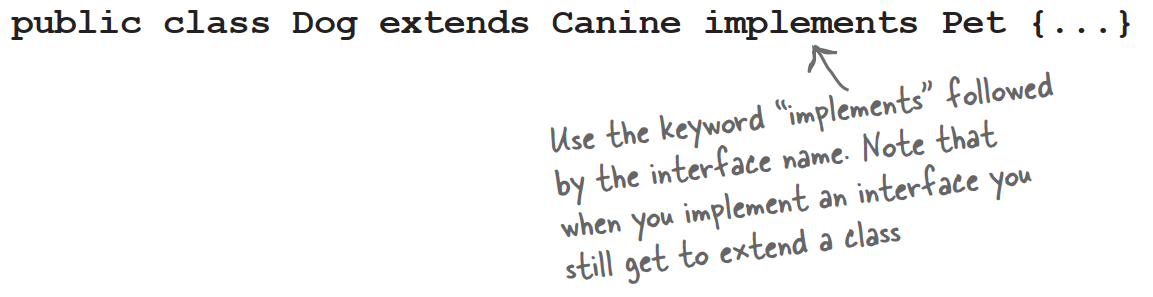 public class Dog extends Canine implements Pet {...}
Use the keyword “implements” followed
by the interface name. Note that
when you implement an interface you
still get to extend a class